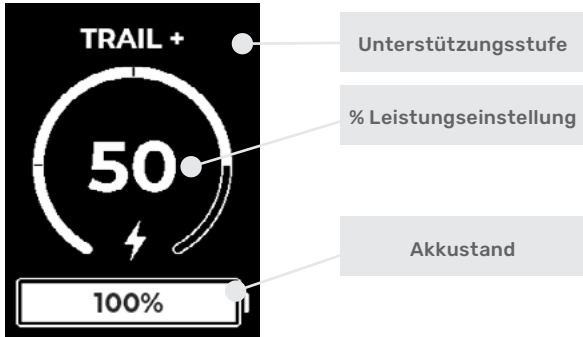 TRAIL +
Unterstützungsstufe
50
% Leistungseinstellung
100%
Akkustand